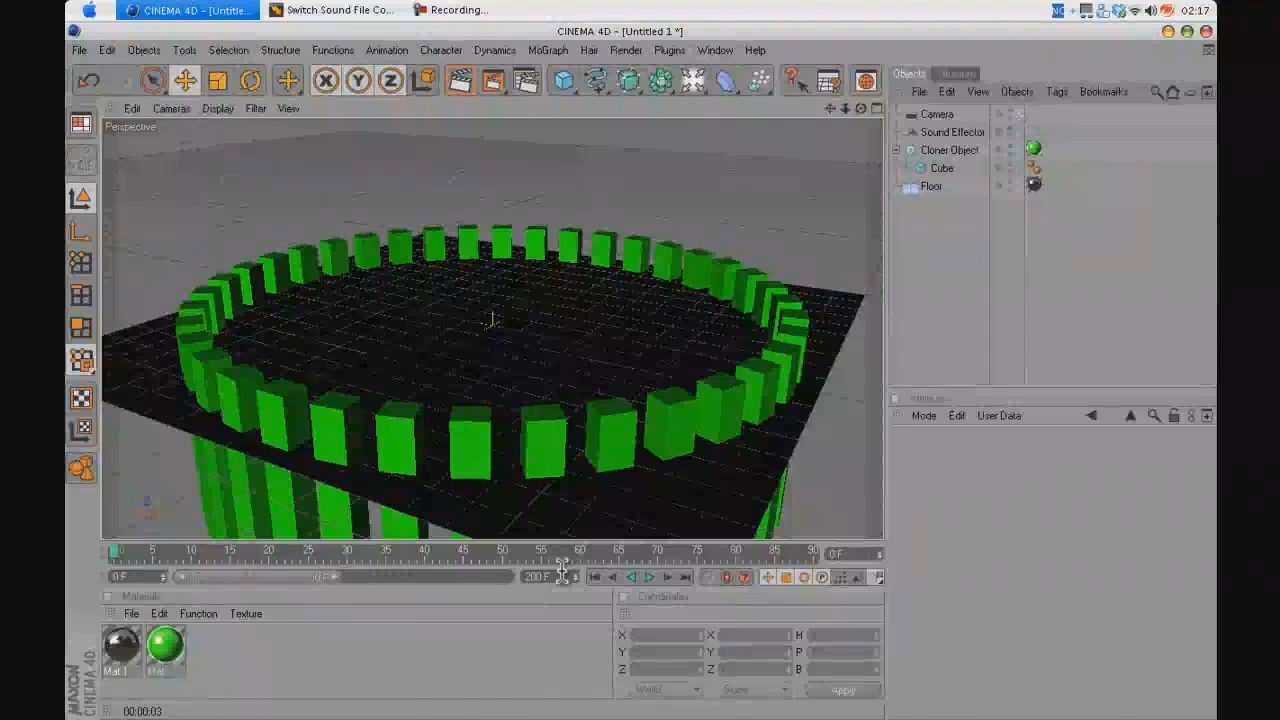 CINEMA 4D - [Untitle...
Switch Sound File Co...
Recording...
NO
02:17
CINEMA 4D - [Untitled 1 *]
File Edit Objects Tools Selection Structure Functions Animation Character Dynamics MoGraph Hair Render Plugins Window Help
X Y Z
Objects
File Edit View Objects Tags Bookmarks
Edit Cameras Display Filter View
Perspective
Camera
Sound Effector
Cloner Object
Cube
Floor
Attributes
Mode Edit User Data
0 5 10 15 20 25 30 35 40 45 50 55 60 65 70 75 80 85 90
0 F
0 F
200 F
Materials
Coordinates
File Edit Function Texture
X X H
Y Y P
Z Z B
World
Apply
Mat.1
Mat
MAXON
CINEMA 4D
00:00:03